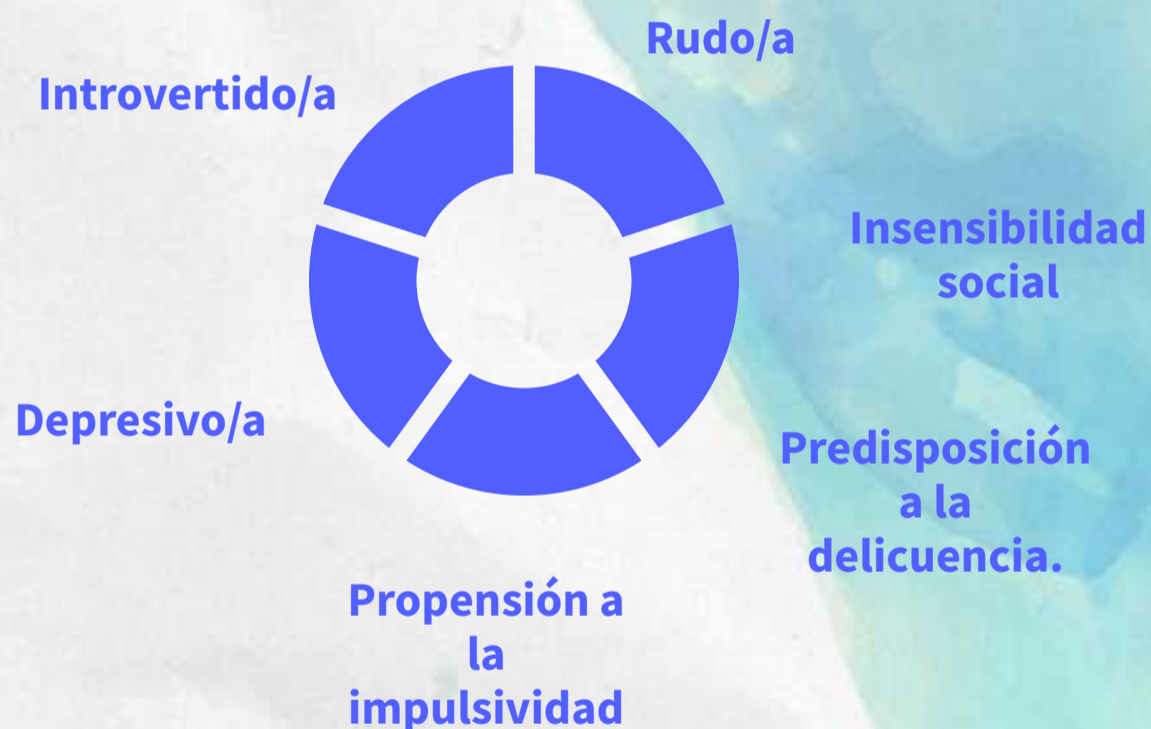 Rudo/a
Introvertido/a
Insensibilidad
social
Depresivo/a
Predisposición
a la
delicuencia.
Propensión a
la
impulsividad